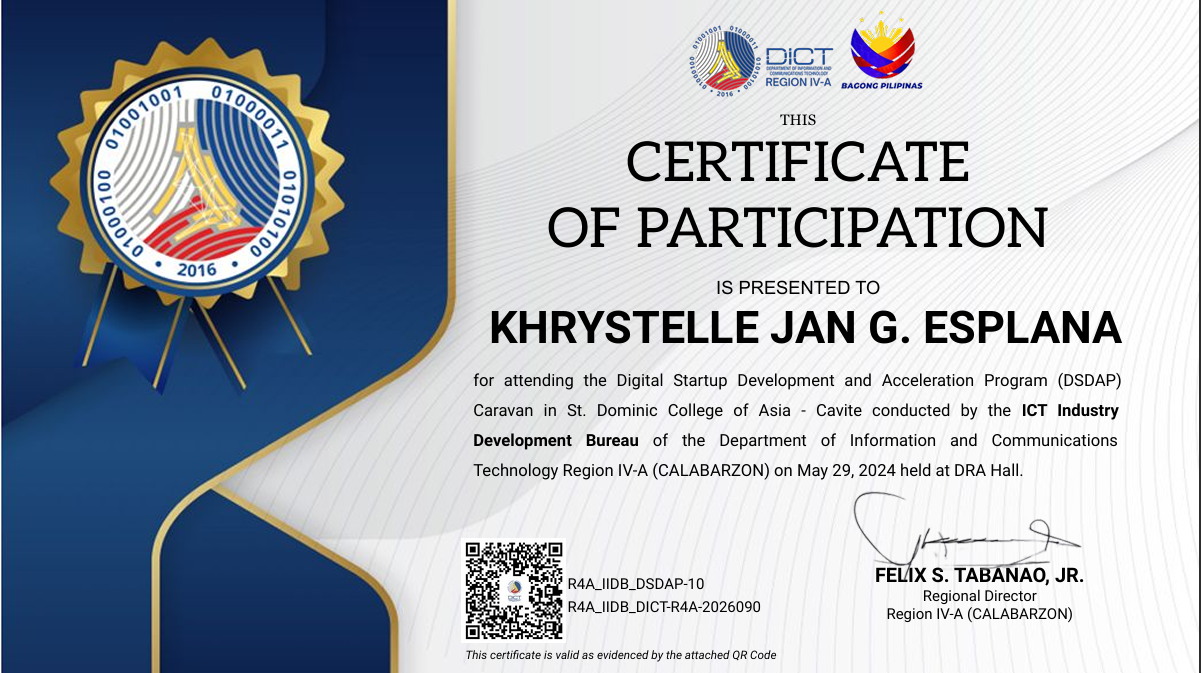 01001001 01000011
01000100 01010100
• 2016 •
01001001 01000011
01000100 01010100
• 2016 •
DICT
DEPARTMENT OF INFORMATION AND
COMMUNICATIONS TECHNOLOGY
REGION IV-A
BAGONG PILIPINAS
THIS
CERTIFICATE
OF PARTICIPATION
IS PRESENTED TO
KHRYSTELLE JAN G. ESPLANA
for attending the Digital Startup Development and Acceleration Program (DSDAP)
Caravan in St. Dominic College of Asia - Cavite conducted by the ICT Industry
Development Bureau of the Department of Information and Communications
Technology Region IV-A (CALABARZON) on May 29, 2024 held at DRA Hall.
FELIX S. TABANAO, JR.
Regional Director
Region IV-A (CALABARZON)
DICT
R4A_IIDB_DSDAP-10
R4A_IIDB_DICT-R4A-2026090
This certificate is valid as evidenced by the attached QR Code